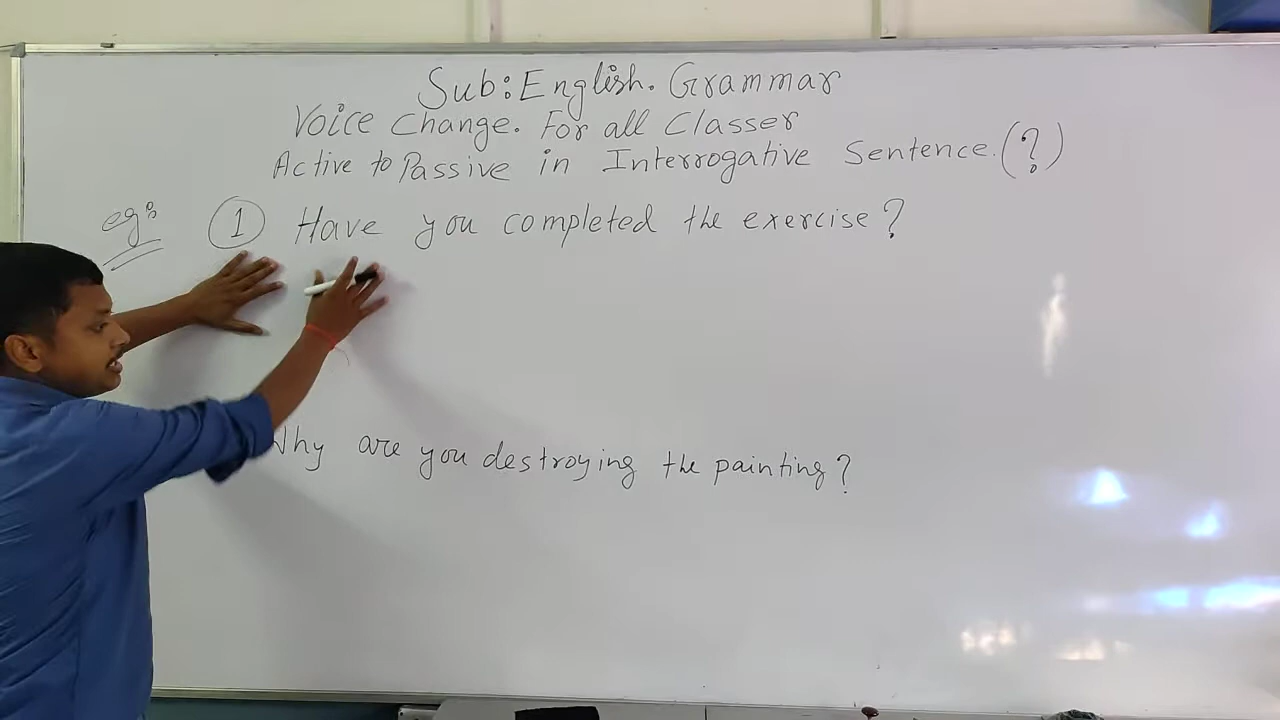 Sub: English. Grammar
Voice Change. For all Classes
Active to Passive in Interrogative Sentence. (?)
eg: 1 Have you completed the exercise?
Why are you destroying the painting?